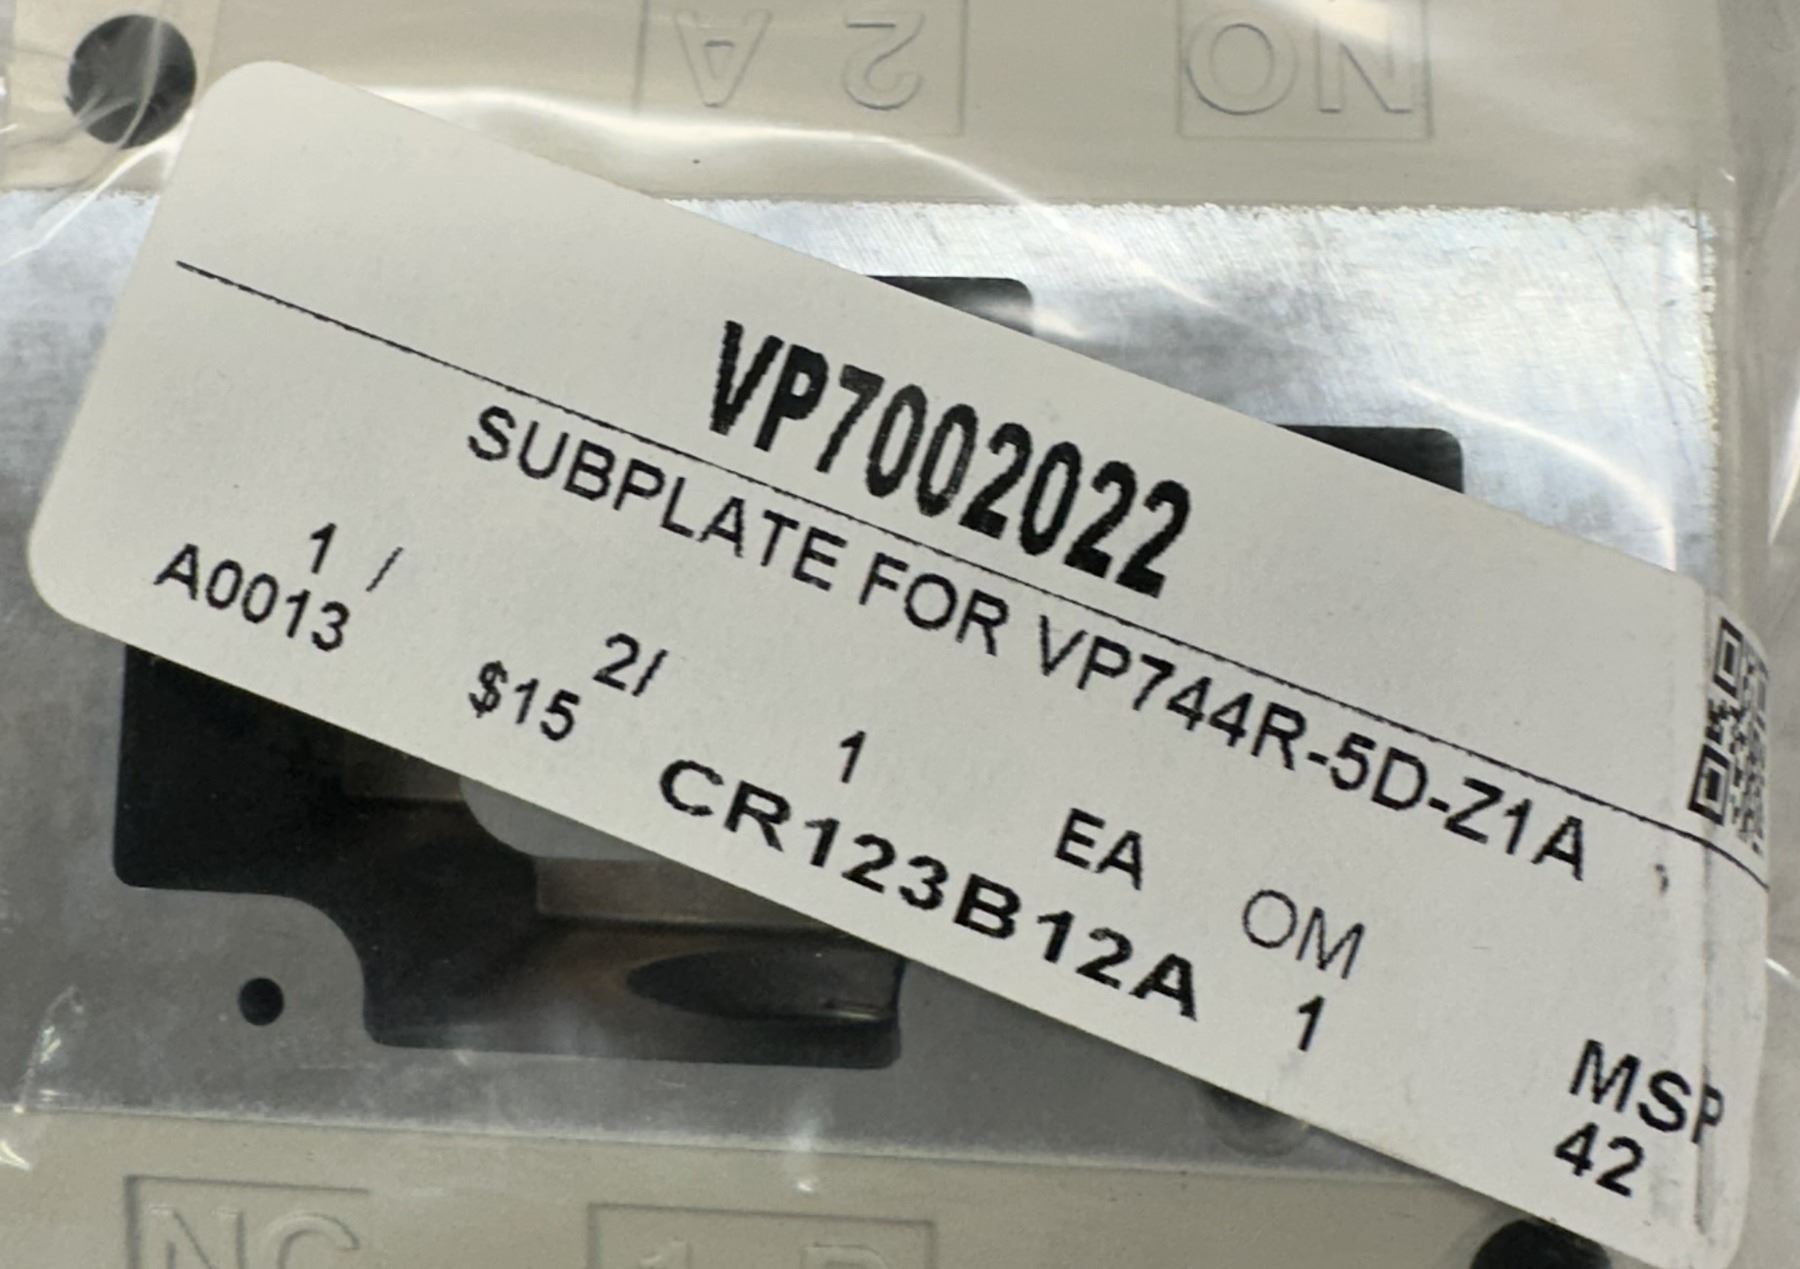 2 A
NO
VP7002022
SUBPLATE FOR VP744R-5D-Z1A
1 / 2/ 1 EA OM MSP
A0013 $15 CR123B12A 1 42
NC
1 P